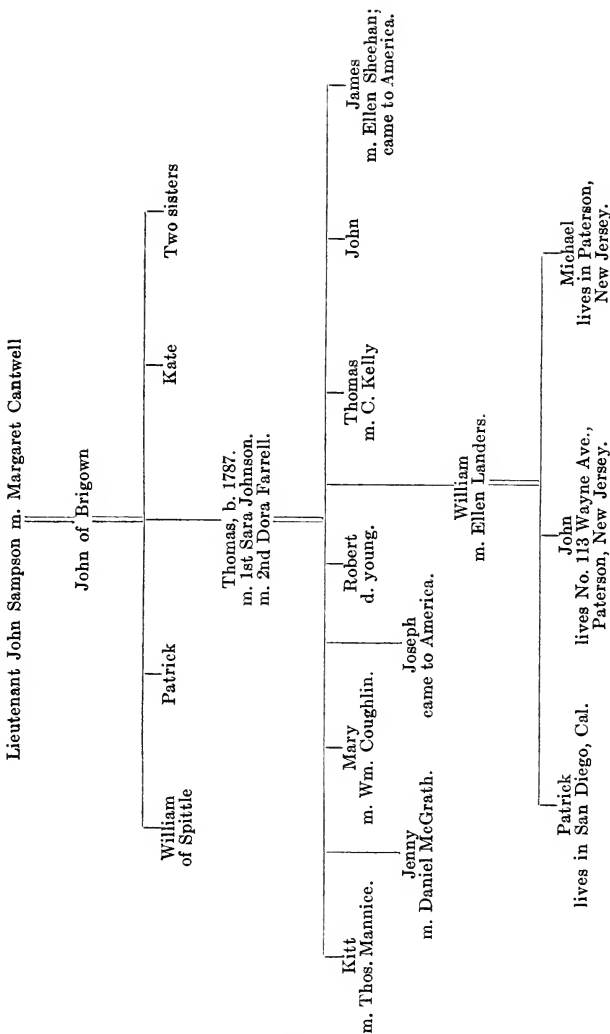 Lieutenant John Sampson m. Margaret Cantwell
John of Brigown
William
of Spittle
Patrick
Thomas, b. 1787.
m. 1st Sara Johnson.
m. 2nd Dora Farrell.
Kate
Two sisters
Kitt
m. Thos. Mannice.
Jenny
m. Daniel McGrath.
Mary
m. Wm. Coughlin.
Joseph
came to America.
Robert
d. young.
William
m. Ellen Landers.
Thomas
m. C. Kelly
John
James
m. Ellen Sheehan;
came to America.
Patrick
lives in San Diego, Cal.
John
lives No. 113 Wayne Ave.,
Paterson, New Jersey.
Michael
lives in Paterson,
New Jersey.